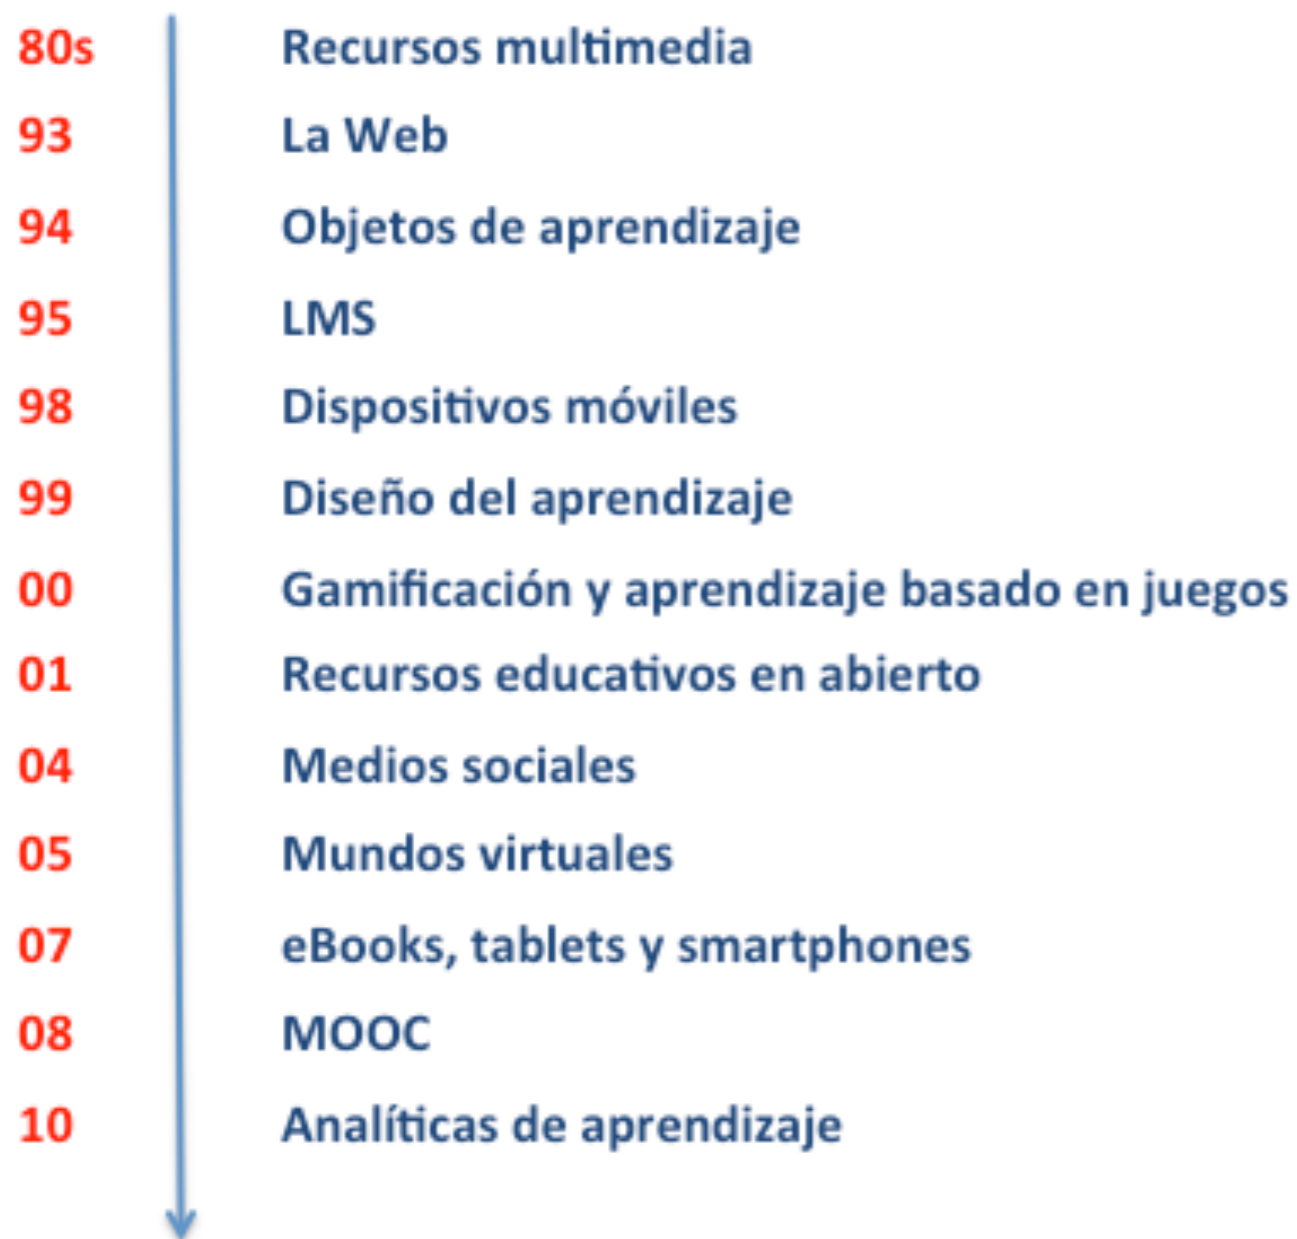 80s Recursos multimedia
93 La Web
94 Objetos de aprendizaje
95 LMS
98 Dispositivos móviles
99 Diseño del aprendizaje
00 Gamificación y aprendizaje basado en juegos
01 Recursos educativos en abierto
04 Medios sociales
05 Mundos virtuales
07 eBooks, tablets y smartphones
08 MOOC
10 Analíticas de aprendizaje